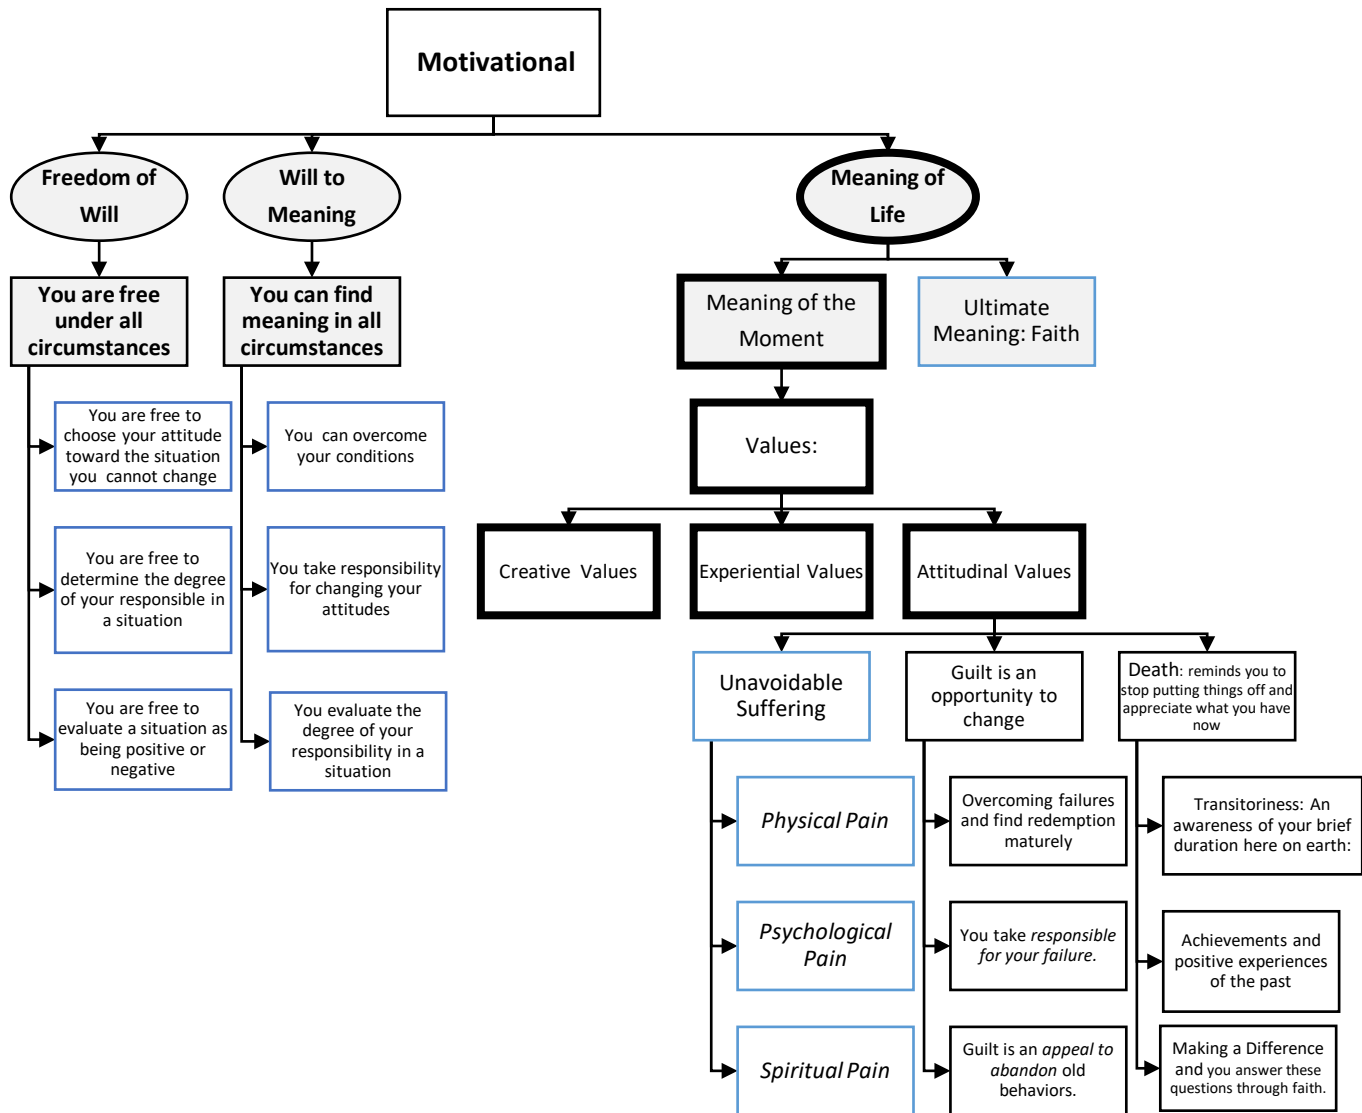 Motivational
Freedom of
Will
Will to
Meaning
Meaning of
Life
You are free
under all
circumstances
You can find
meaning in all
circumstances
Meaning of the
Moment
Ultimate
Meaning: Faith
You are free to
choose your attitude
toward the situation
you cannot change
You can overcome
your conditions
Values:
You are free to
determine the degree
of your responsible in
a situation
You take responsibility
for changing your
attitudes
Creative Values
Experiential Values
Attitudinal Values
You are free to
evaluate a situation as
being positive or
negative
You evaluate the
degree of your
responsibility in a
situation
Unavoidable
Suffering
Guilt is an
opportunity to
change
Death: reminds you to
stop putting things off and
appreciate what you have
now
Physical Pain
Overcoming failures
and find redemption
maturely
Transitoriness: An
awareness of your brief
duration here on earth:
Psychological
Pain
You take responsible
for your failure.
Achievements and
positive experiences
of the past
Spiritual Pain
Guilt is an appeal to
abandon old
behaviors.
Making a Difference
and you answer these
questions through faith.